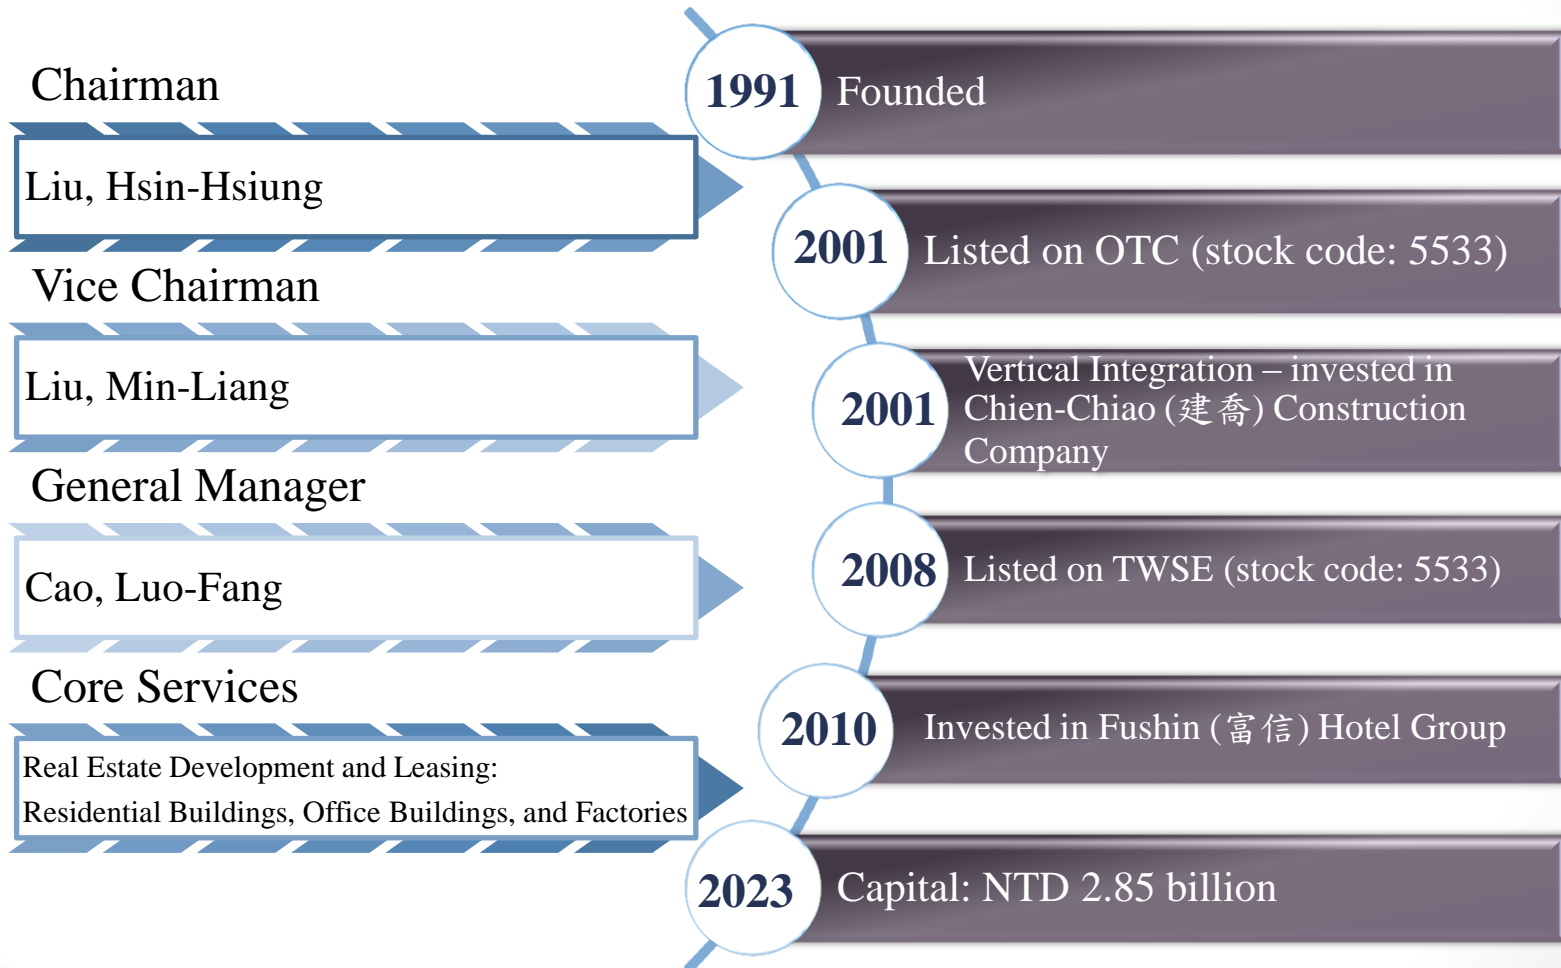 Chairman
Liu, Hsin-Hsiung
Vice Chairman
Liu, Min-Liang
General Manager
Cao, Luo-Fang
Core Services
Real Estate Development and Leasing:
Residential Buildings, Office Buildings, and Factories
1991
Founded
2001
Listed on OTC (stock code: 5533)
2001
Vertical Integration – invested in
Chien-Chiao (建喬) Construction
Company
2008
Listed on TWSE (stock code: 5533)
2010
Invested in Fushin (富信) Hotel Group
2023
Capital: NTD 2.85 billion